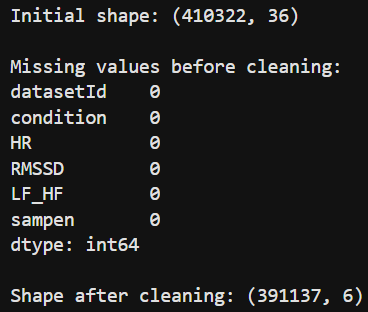 Initial shape: (410322, 36)
Missing values before cleaning:
datasetId    0
condition    0
HR           0
RMSSD        0
LF_HF        0
sampen       0
dtype: int64
Shape after cleaning: (391137, 6)